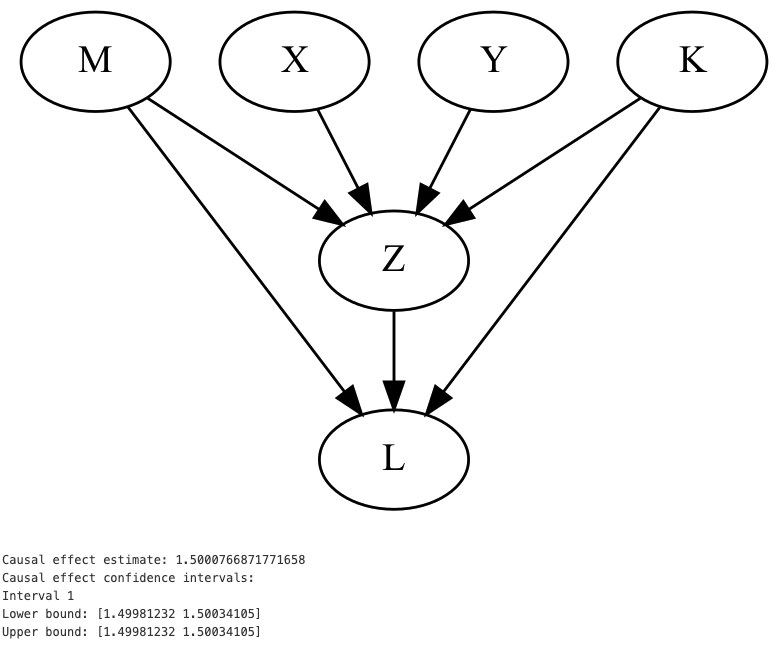 M X Y K
Z
L
Causal effect estimate: 1.5000766871771658
Causal effect confidence intervals:
Interval 1
Lower bound: [1.49981232 1.50034105]
Upper bound: [1.49981232 1.50034105]